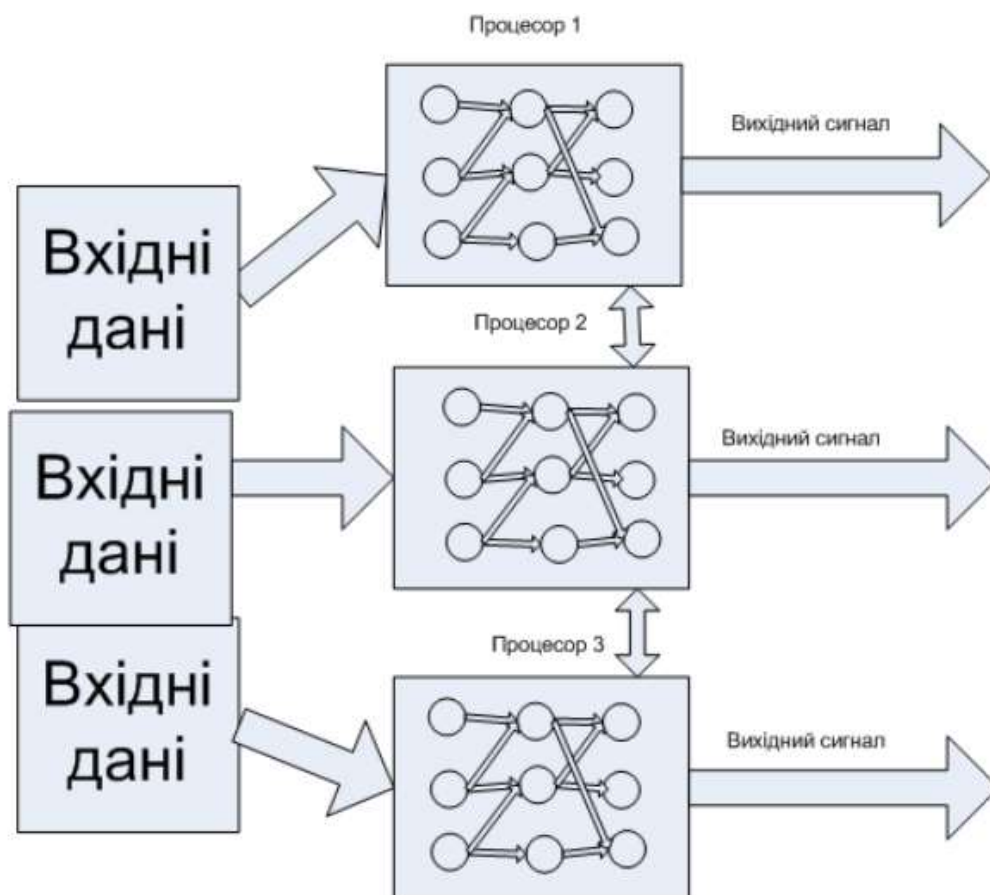 Процесор 1
Вихідний сигнал
Вхідні
дані
Процесор 2
Вихідний сигнал
Вхідні
дані
Процесор 3
Вихідний сигнал
Вхідні
дані